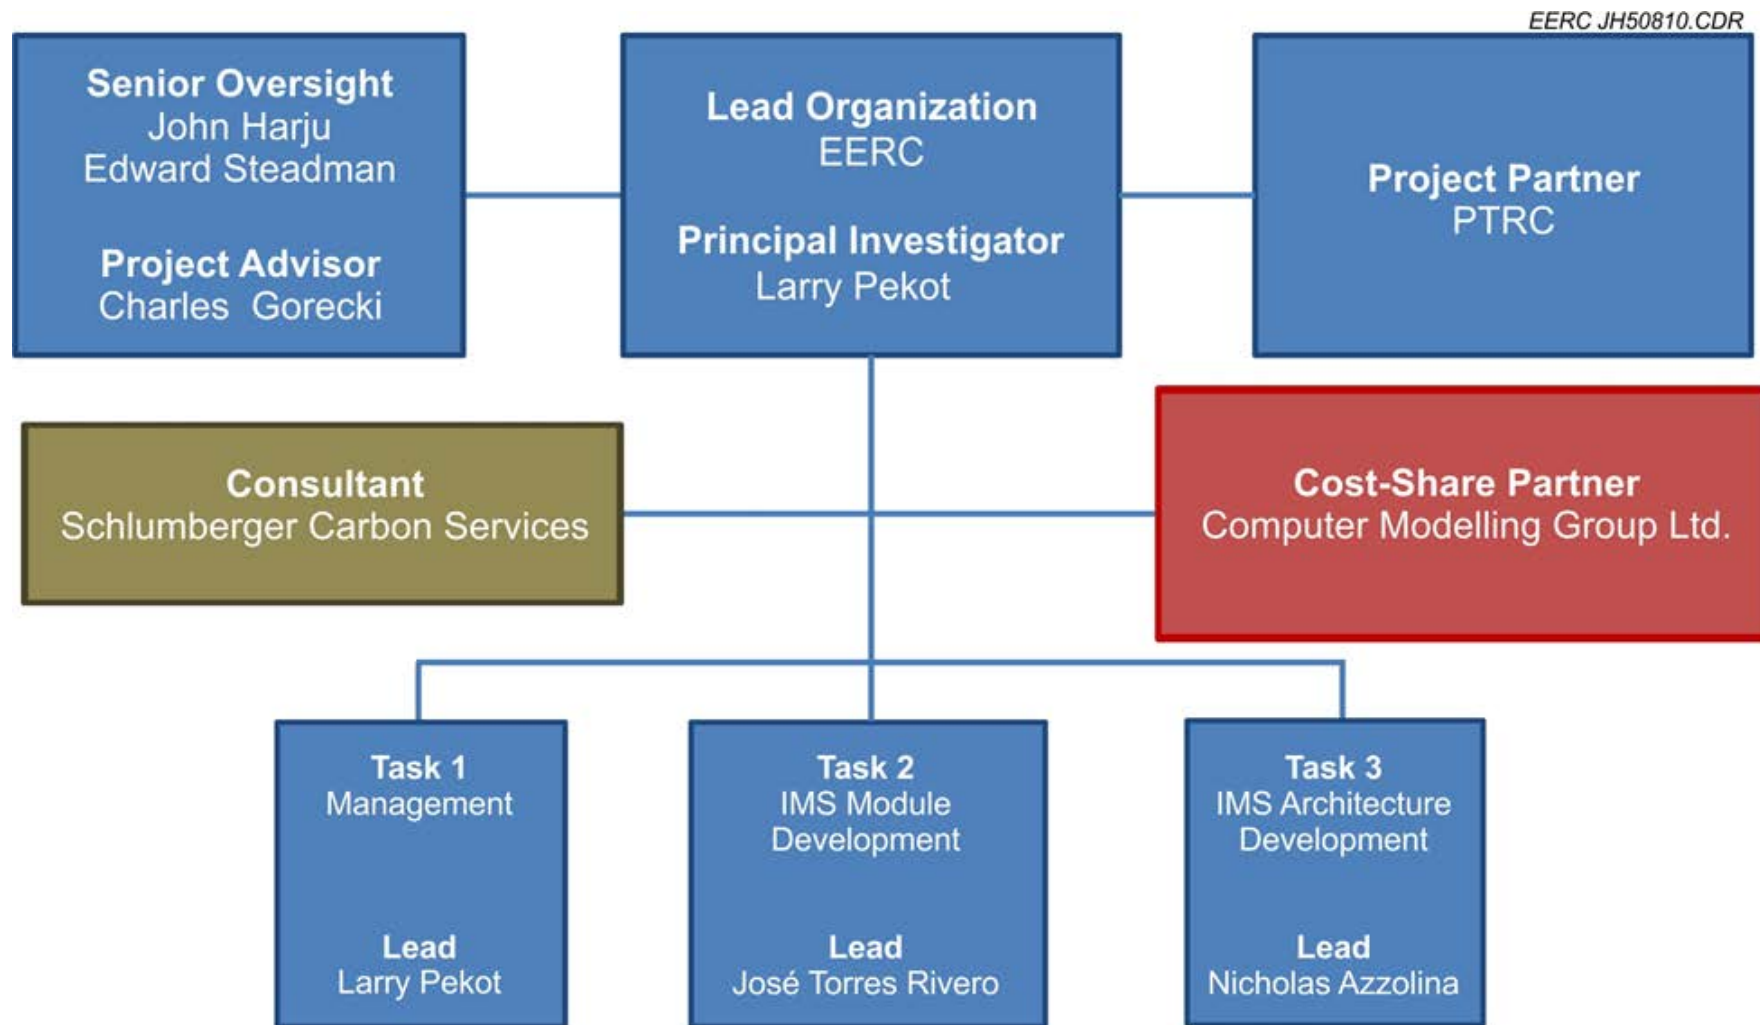 EERC JH50810.CDR
Senior Oversight
John Harju
Edward Steadman
Project Advisor
Charles Gorecki
Lead Organization
EERC
Principal Investigator
Larry Pekot
Project Partner
PTRC
Consultant
Schlumberger Carbon Services
Cost-Share Partner
Computer Modelling Group Ltd.
Task 1
Management
Lead
Larry Pekot
Task 2
IMS Module
Development
Lead
José Torres Rivero
Task 3
IMS Architecture
Development
Lead
Nicholas Azzolina